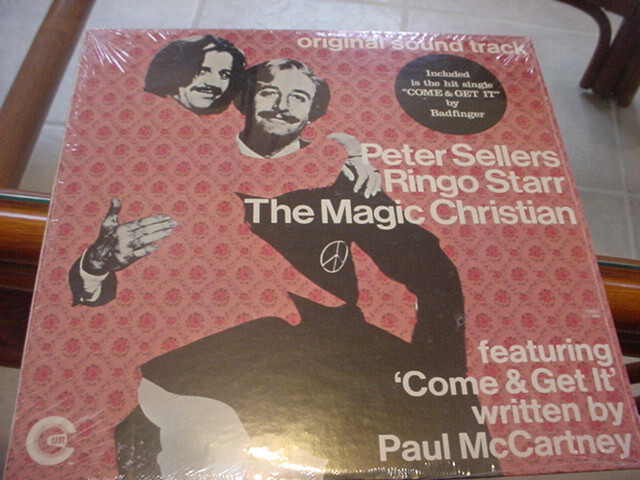 original sound track
Included
is the hit single
"COME & GET IT"
by
Badfinger
Peter Sellers
Ringo Starr
The Magic Christian
featuring
'Come & Get It'
written by
Paul McCartney